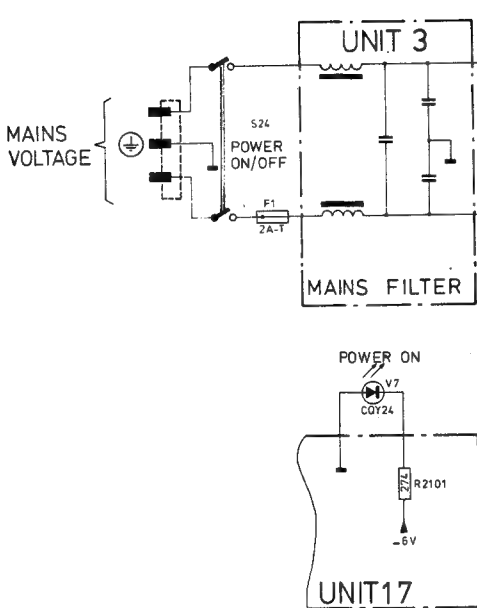 UNIT 3
MAINS
VOLTAGE
S24
POWER
ON/OFF
F1
2A-T
MAINS FILTER
POWER ON
V7
CQY24
274
R2101
-6V
UNIT17